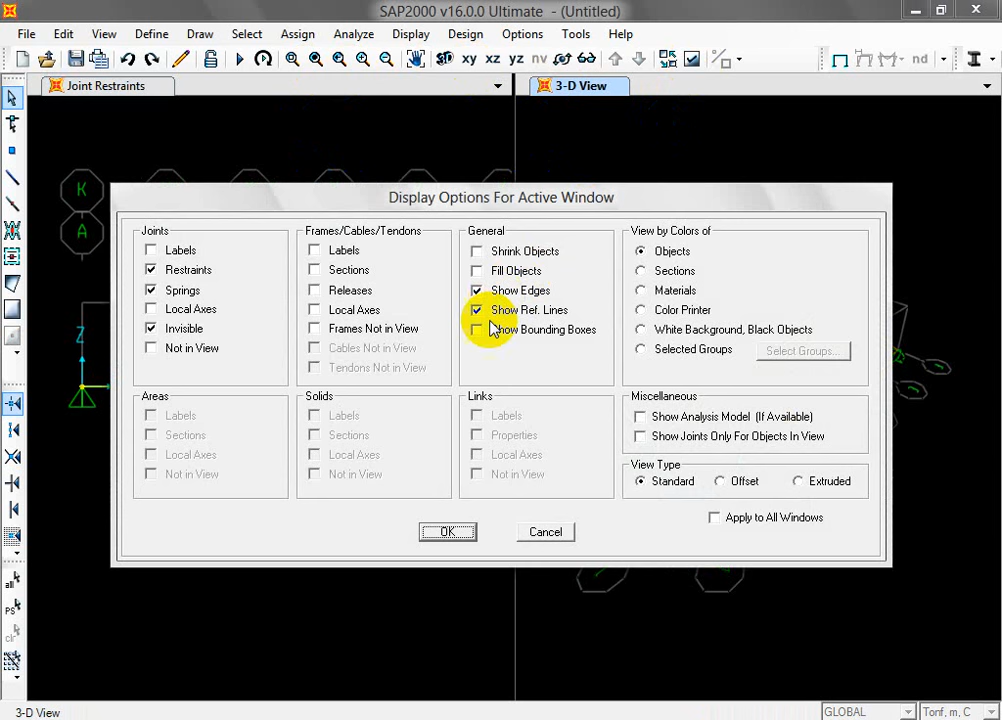 SAP2000 v16.0.0 Ultimate - (Untitled)
File Edit View Define Draw Select Assign Analyze Display Design Options Tools Help
3D xy xz yz nv nd
Joint Restraints
3-D View
K
A
Z
Display Options For Active Window
Joints
Labels
Restraints
Springs
Local Axes
Invisible
Not in View
Frames/Cables/Tendons
Labels
Sections
Releases
Local Axes
Frames Not in View
Cables Not in View
Tendons Not in View
General
Shrink Objects
Fill Objects
Show Edges
Show Ref. Lines
Show Bounding Boxes
View by Colors of
Objects
Sections
Materials
Color Printer
White Background, Black Objects
Selected Groups
Select Groups...
Areas
Labels
Sections
Local Axes
Not in View
Solids
Labels
Sections
Local Axes
Not in View
Links
Labels
Properties
Local Axes
Not in View
Miscellaneous
Show Analysis Model (If Available)
Show Joints Only For Objects In View
View Type
Standard
Offset
Extruded
Apply to All Windows
OK
Cancel
all
PS
clr
3-D View
GLOBAL
Tonf, m, C